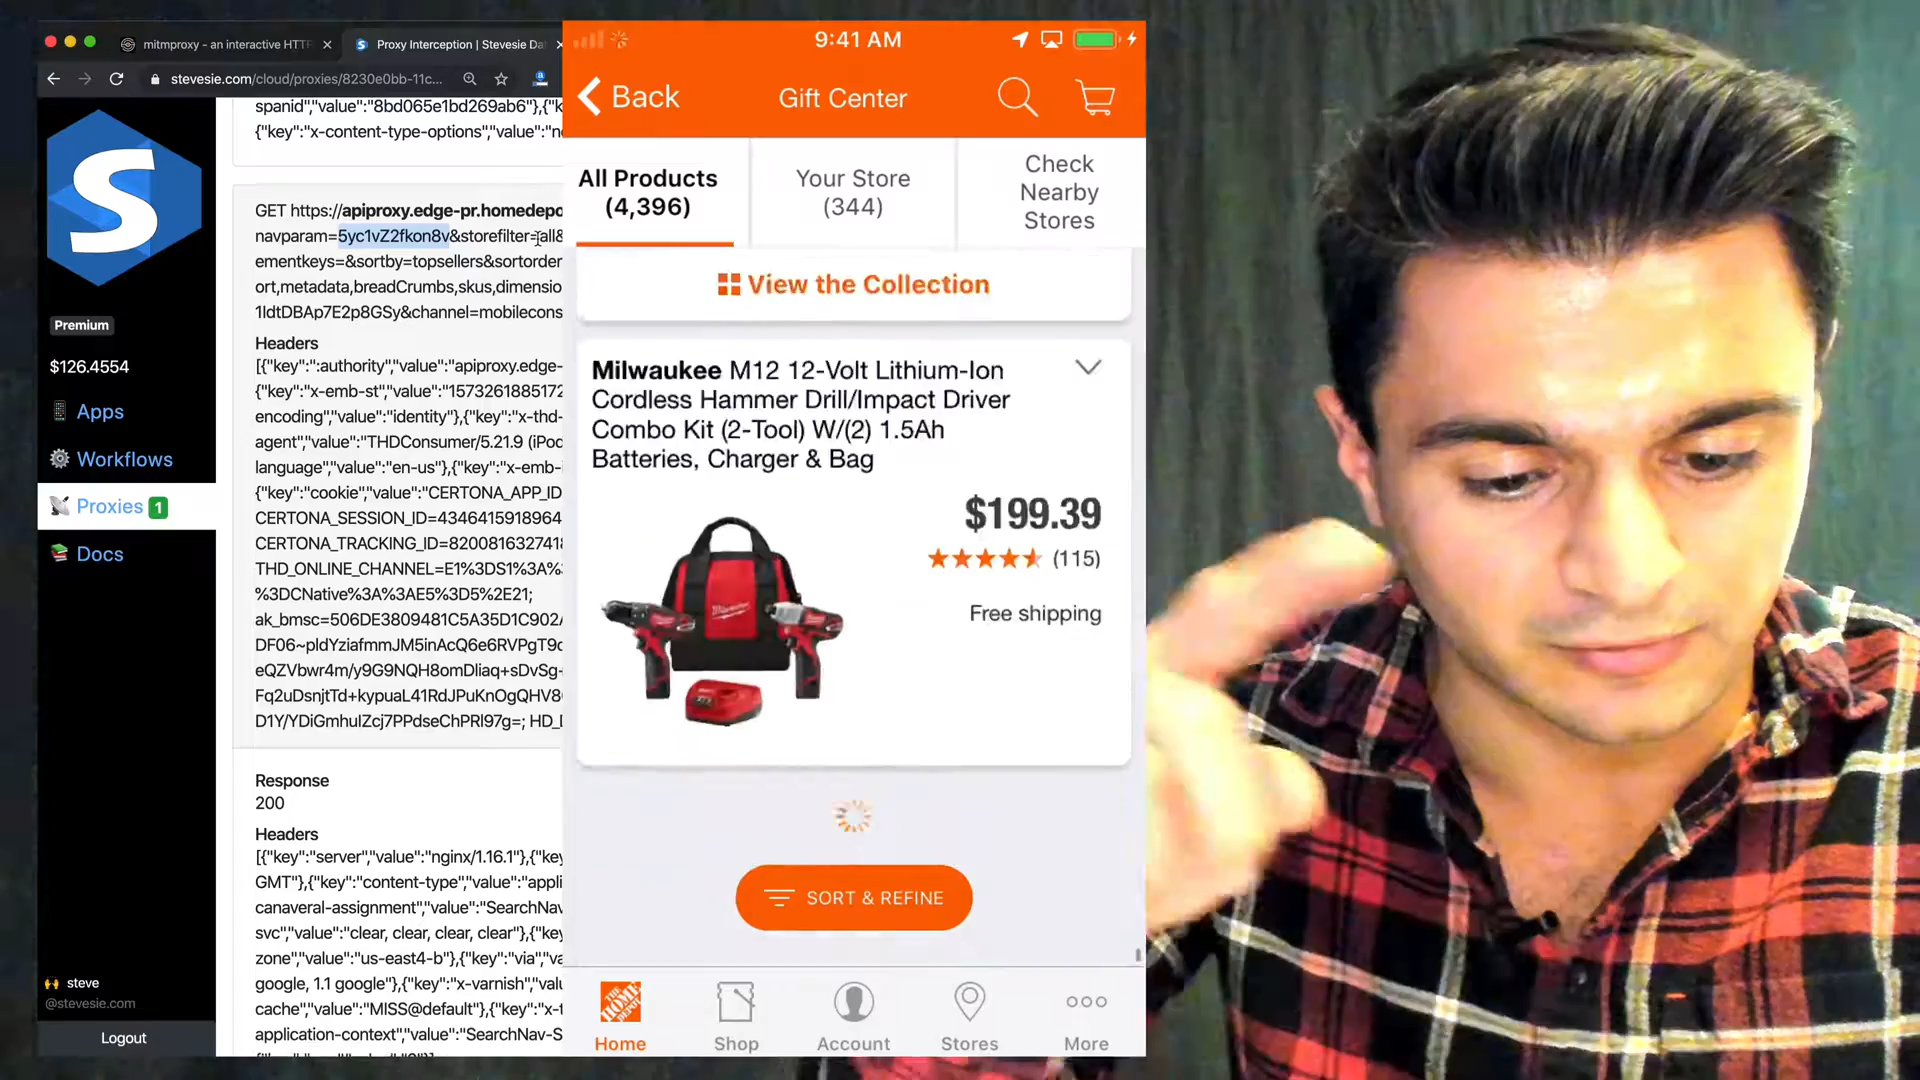 mitmproxy - an interactive HTTP
Proxy Interception | Stevesie Da
stevesie.com/cloud/proxies/8230e0bb-11c...
Premium
$126.4554
Apps
Workflows
Proxies 1
Docs
steve
@stevesie.com
Logout
spanid","value":"8bd065e1bd269ab6"},{"k
{"key":"x-content-type-options","value":"n
GET https://apiproxy.edge-pr.homedepo
navparam=5yc1vZ2fkon8v&storefilter=all&
ementkeys=&sortby=topsellers&sortorder
ort,metadata,breadCrumbs,skus,dimensio
1ldtDBAp7E2p8GSy&channel=mobilecons
Headers
[{"key":":authority","value":"apiproxy.edge-
{"key":"x-emb-st","value":"1573261885172
encoding","value":"identity"},{"key":"x-thd-
agent","value":"THDConsumer/5.21.9 (iPod
language","value":"en-us"},{"key":"x-emb-i
{"key":"cookie","value":"CERTONA_APP_ID
CERTONA_SESSION_ID=4346415918964
CERTONA_TRACKING_ID=8200816327418
THD_ONLINE_CHANNEL=E1%3DS1%3A%
%3DCNative%3A%3AE5%3D5%2E21;
ak_bmsc=506DE3809481C5A35D1C902A
DF06~pldYziafmmJM5inAcQ6e6RVPgT9c
eQZVbwr4m/y9G9NQH8omDliaq+sDvSg+
Fq2uDsnjtTd+kypuaL41RdJPuKnOgQHV8
D1Y/YDiGmhulZcj7PPdseChPRl97g=; HD_D
Response
200
Headers
[{"key":"server","value":"nginx/1.16.1"},{"key
GMT"},{"key":"content-type","value":"appli
canaveral-assignment","value":"SearchNav
svc","value":"clear, clear, clear, clear"},{"key
zone","value":"us-east4-b"},{"key":"via","va
google, 1.1 google"},{"key":"x-varnish","valu
cache","value":"MISS@default"},{"key":"x-t
application-context","value":"SearchNav-S
9:41 AM
Back
Gift Center
All Products
(4,396)
Your Store
(344)
Check
Nearby
Stores
View the Collection
Milwaukee M12 12-Volt Lithium-Ion
Cordless Hammer Drill/Impact Driver
Combo Kit (2-Tool) W/(2) 1.5Ah
Batteries, Charger & Bag
$199.39
(115)
Free shipping
SORT & REFINE
THE
HOME
DEPOT
Home
Shop
Account
Stores
More